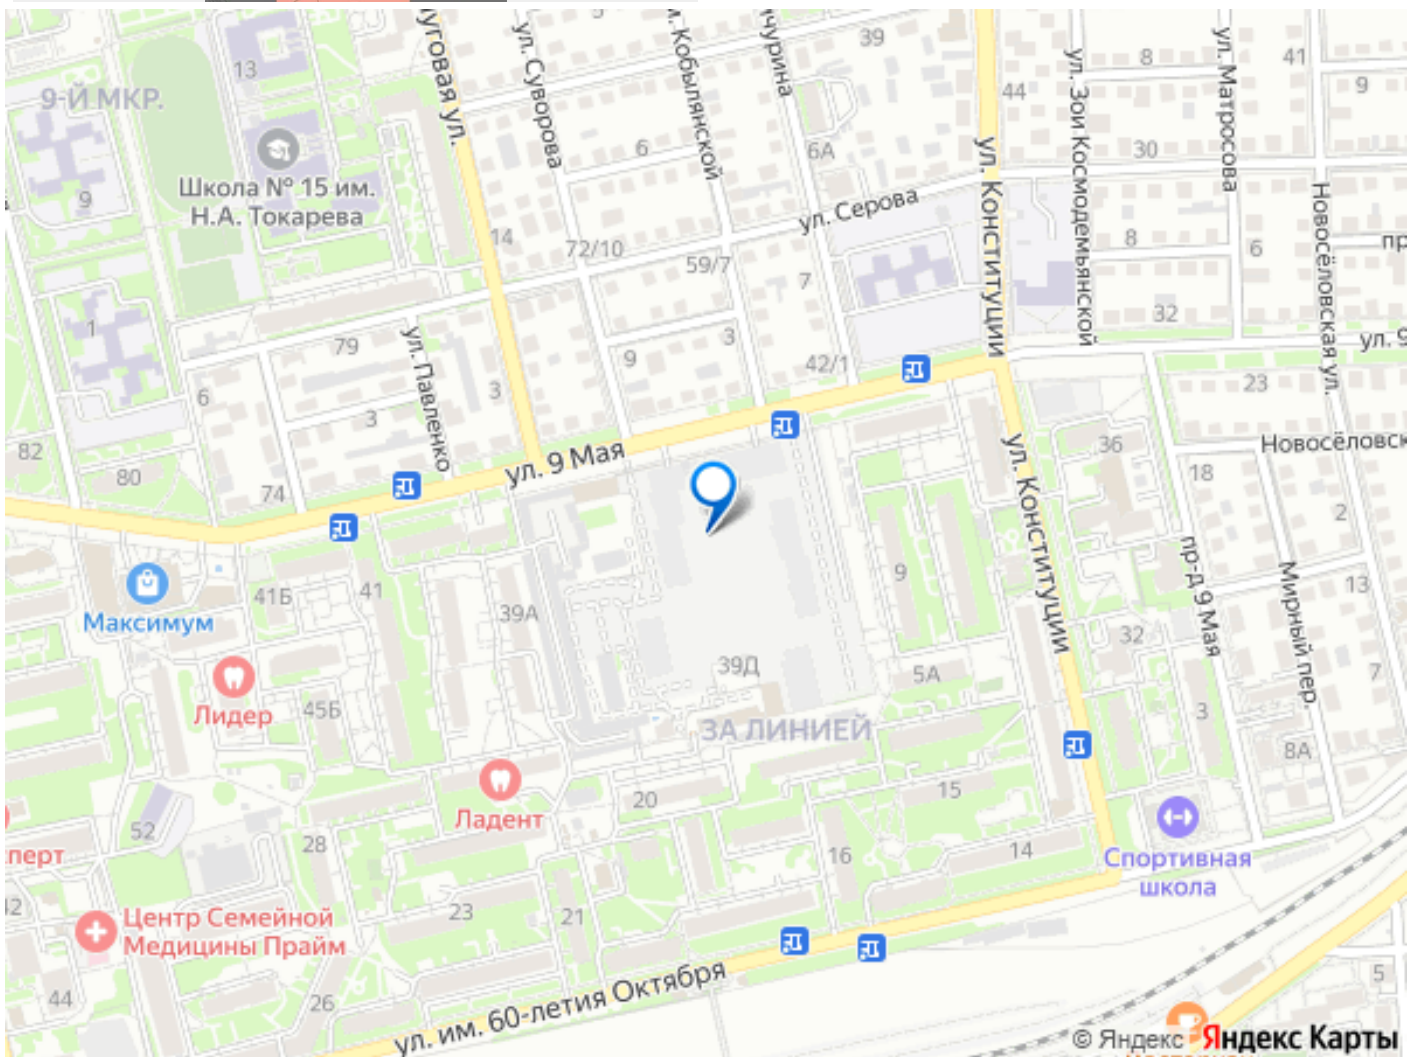 39
ул. Суворова
8
41
ул. Матросова
13
9-Й МКР.
44
9
ул. Зои Космодемьянской
ул. Конституции
6
6А
30
Школа № 15 им.
Н.А. Токарева
9
ул. Серова
Новосёловская ул.
14
72/10
59/7
8
6
7
32
1
79
ул. Павленко
9
3
42/1
ул. 9
6
3
3
23
82
80
74
ул. 9 Мая
ул. Конституции
36
18
Новосёловск
2
пр-д 9 Мая
Мирный пер.
41Б
41
39А
9
13
Максимум
32
39Д
5А
7
Лидер
45Б
ЗА ЛИНИЕЙ
3
8А
20
15
Ладент
52
28
16
14
Спортивная
школа
перт
23
21
Центр Семейной
Медицины Прайм
44
26
ул. им. 60-летия Октября
5
© Яндекс Яндекс Карты